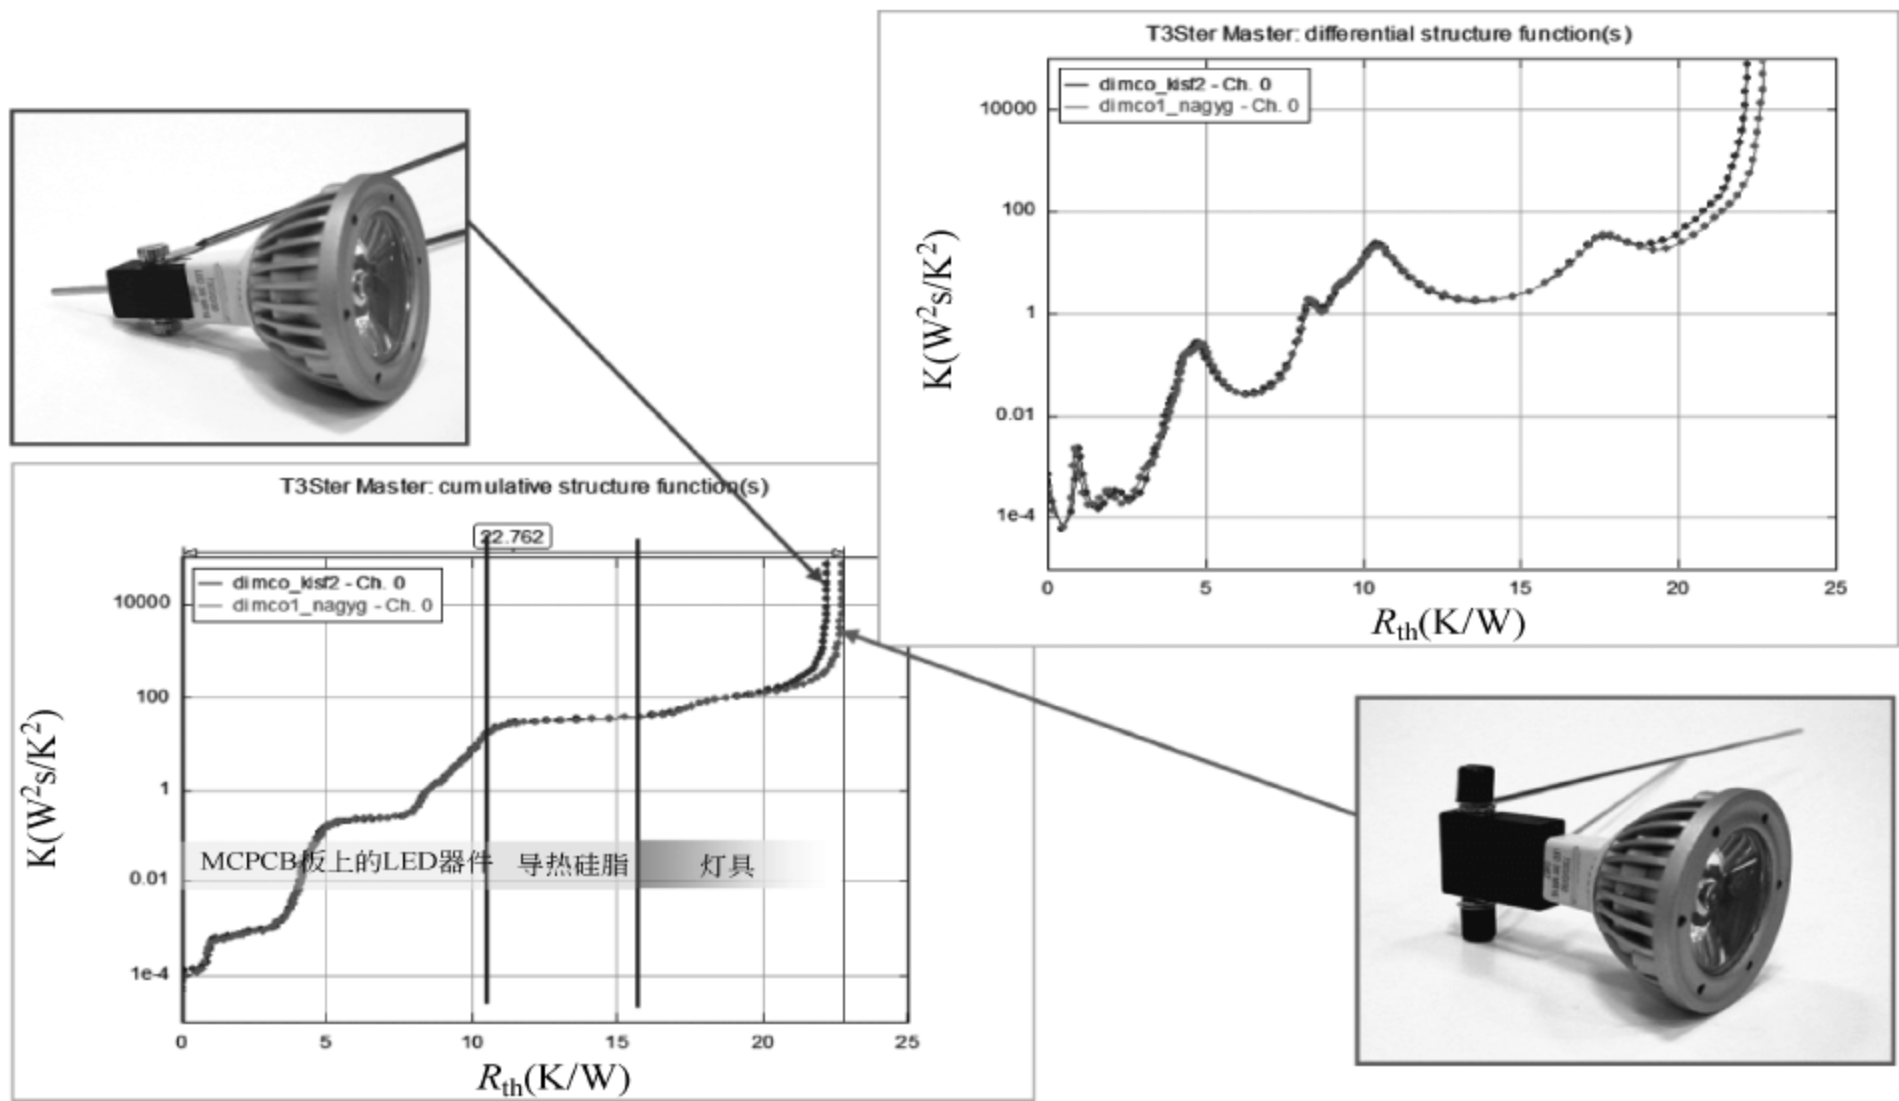 T3Ster Master: differential structure function(s)
dimco_kisf2 - Ch. 0
dimco1_nagyg - Ch. 0
10000
100
1
0.01
1e-4
K(W²s/K²)
0 5 10 15 20 25
Rth(K/W)
T3Ster Master: cumulative structure function(s)
22.762
dimco_kisf2 - Ch. 0
dimco1_nagyg - Ch. 0
10000
100
1
0.01
1e-4
K(W²s/K²)
MCPCB板上的LED器件 导热硅脂 灯具
0 5 10 15 20 25
Rth(K/W)